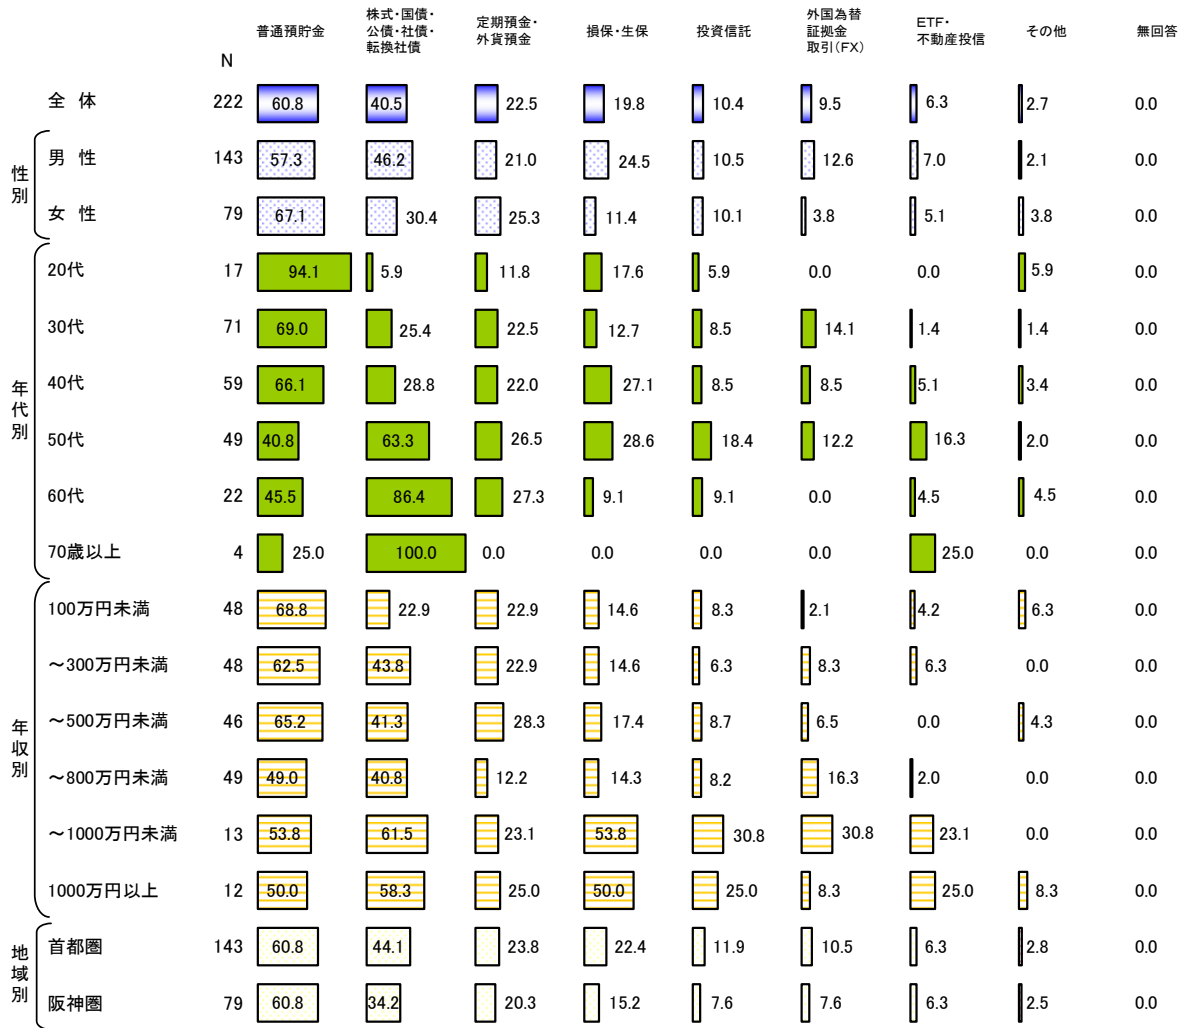 普通預貯金
株式・国債・
公債・社債・
転換社債
定期預金・
外貨預金
損保・生保
投資信託
外国為替
証拠金
取引(FX)
ETF・
不動産投信
その他
無回答
N
全 体 222 60.8 40.5 22.5 19.8 10.4 9.5 6.3 2.7 0.0
性別
男 性 143 57.3 46.2 21.0 24.5 10.5 12.6 7.0 2.1 0.0
女 性 79 67.1 30.4 25.3 11.4 10.1 3.8 5.1 3.8 0.0
年代別
20代 17 94.1 5.9 11.8 17.6 5.9 0.0 0.0 5.9 0.0
30代 71 69.0 25.4 22.5 12.7 8.5 14.1 1.4 1.4 0.0
40代 59 66.1 28.8 22.0 27.1 8.5 8.5 5.1 3.4 0.0
50代 49 40.8 63.3 26.5 28.6 18.4 12.2 16.3 2.0 0.0
60代 22 45.5 86.4 27.3 9.1 9.1 0.0 4.5 4.5 0.0
70歳以上 4 25.0 100.0 0.0 0.0 0.0 0.0 25.0 0.0 0.0
年収別
100万円未満 48 68.8 22.9 22.9 14.6 8.3 2.1 4.2 6.3 0.0
～300万円未満 48 62.5 43.8 22.9 14.6 6.3 8.3 6.3 0.0 0.0
～500万円未満 46 65.2 41.3 28.3 17.4 8.7 6.5 0.0 4.3 0.0
～800万円未満 49 49.0 40.8 12.2 14.3 8.2 16.3 2.0 0.0 0.0
～1000万円未満 13 53.8 61.5 23.1 53.8 30.8 30.8 23.1 0.0 0.0
1000万円以上 12 50.0 58.3 25.0 50.0 25.0 8.3 25.0 8.3 0.0
地域別
首都圏 143 60.8 44.1 23.8 22.4 11.9 10.5 6.3 2.8 0.0
阪神圏 79 60.8 34.2 20.3 15.2 7.6 7.6 6.3 2.5 0.0